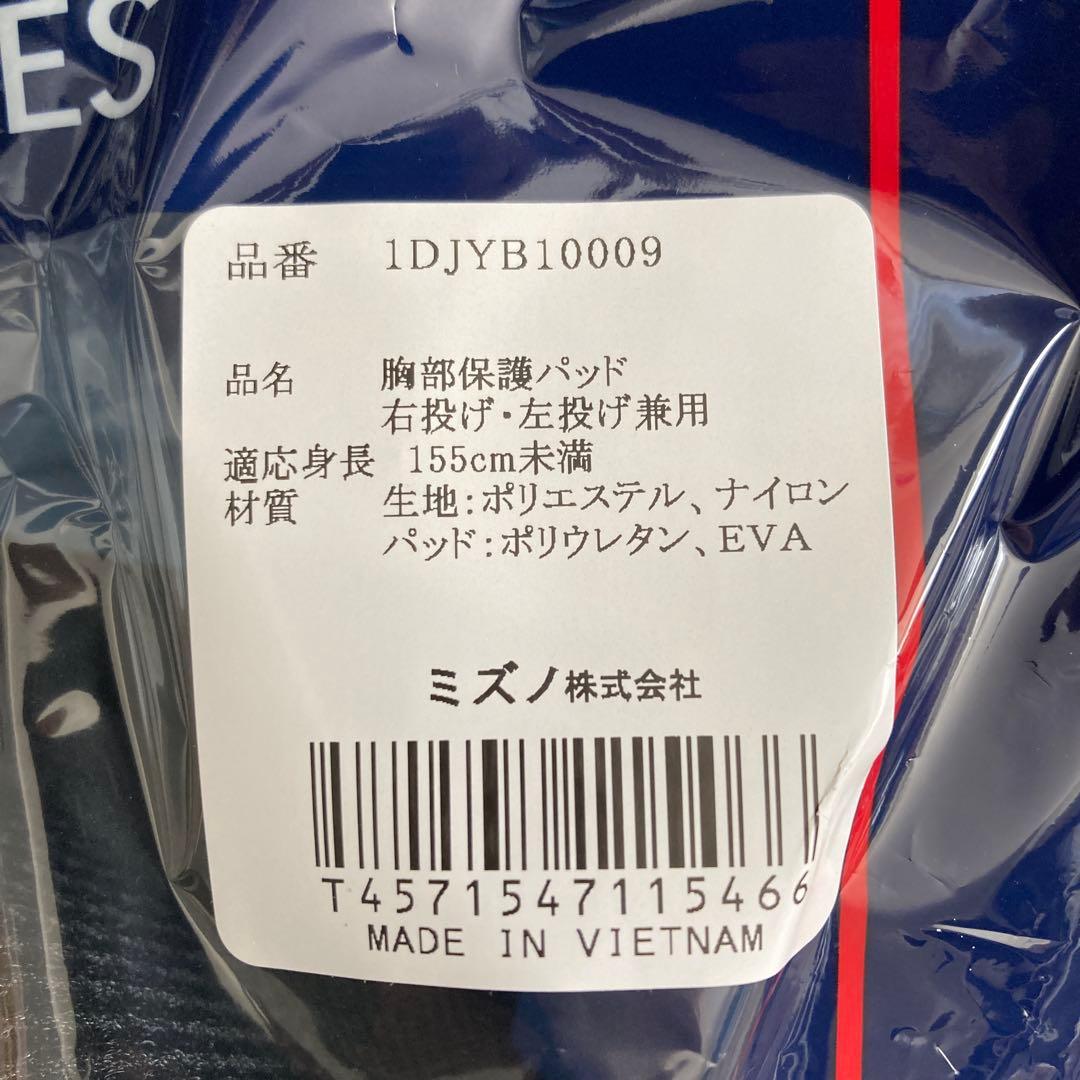 ES
品番 1DJYB10009
品名 胸部保護パッド
右投げ・左投げ兼用
適応身長 155cm未満
材質 生地:ポリエステル、ナイロン
パッド:ポリウレタン、EVA
ミズノ株式会社
T4571547115466
MADE IN VIETNAM